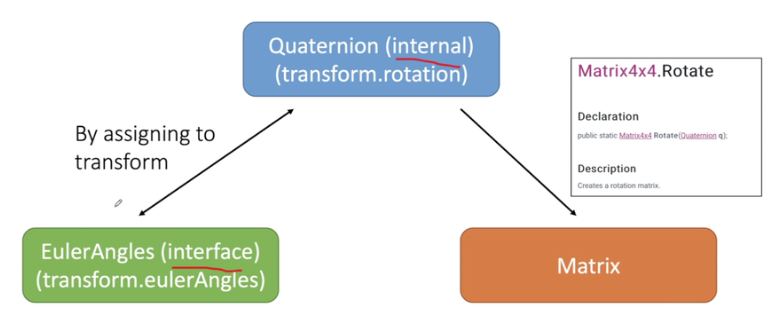 Quaternion (internal)
(transform.rotation)
Matrix4x4.Rotate
Declaration
public static Matrix4x4 Rotate(Quaternion q);
Description
Creates a rotation matrix.
By assigning to
transform
EulerAngles (interface)
(transform.eulerAngles)
Matrix